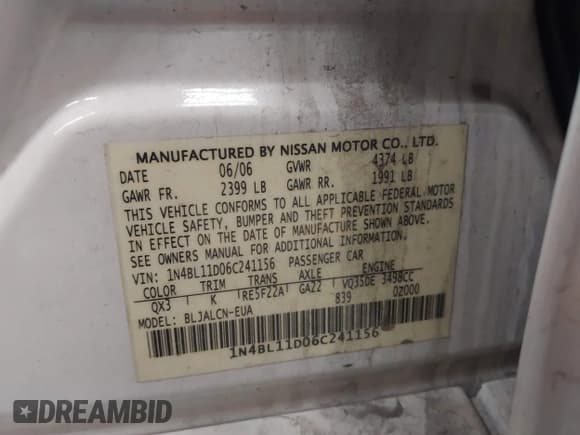 MANUFACTURED BY NISSAN MOTOR CO., LTD.
DATE 06/06 GVWR 4374 LB
GAWR FR. 2399 LB GAWR RR. 1991 LB
THIS VEHICLE CONFORMS TO ALL APPLICABLE FEDERAL MOTOR
VEHICLE SAFETY, BUMPER AND THEFT PREVENTION STANDARDS
IN EFFECT ON THE DATE OF MANUFACTURE SHOWN ABOVE.
SEE OWNERS MANUAL FOR ADDITIONAL INFORMATION.
VIN: 1N4BL11D06C241156 PASSENGER CAR
COLOR TRIM TRANS AXLE ENGINE
QX3 K RE5F22A GA22 VQ35DE 3498CC
MODEL: BLJALCN-EUA 839 02000
1N4BL11D06C241156
DREAMBID